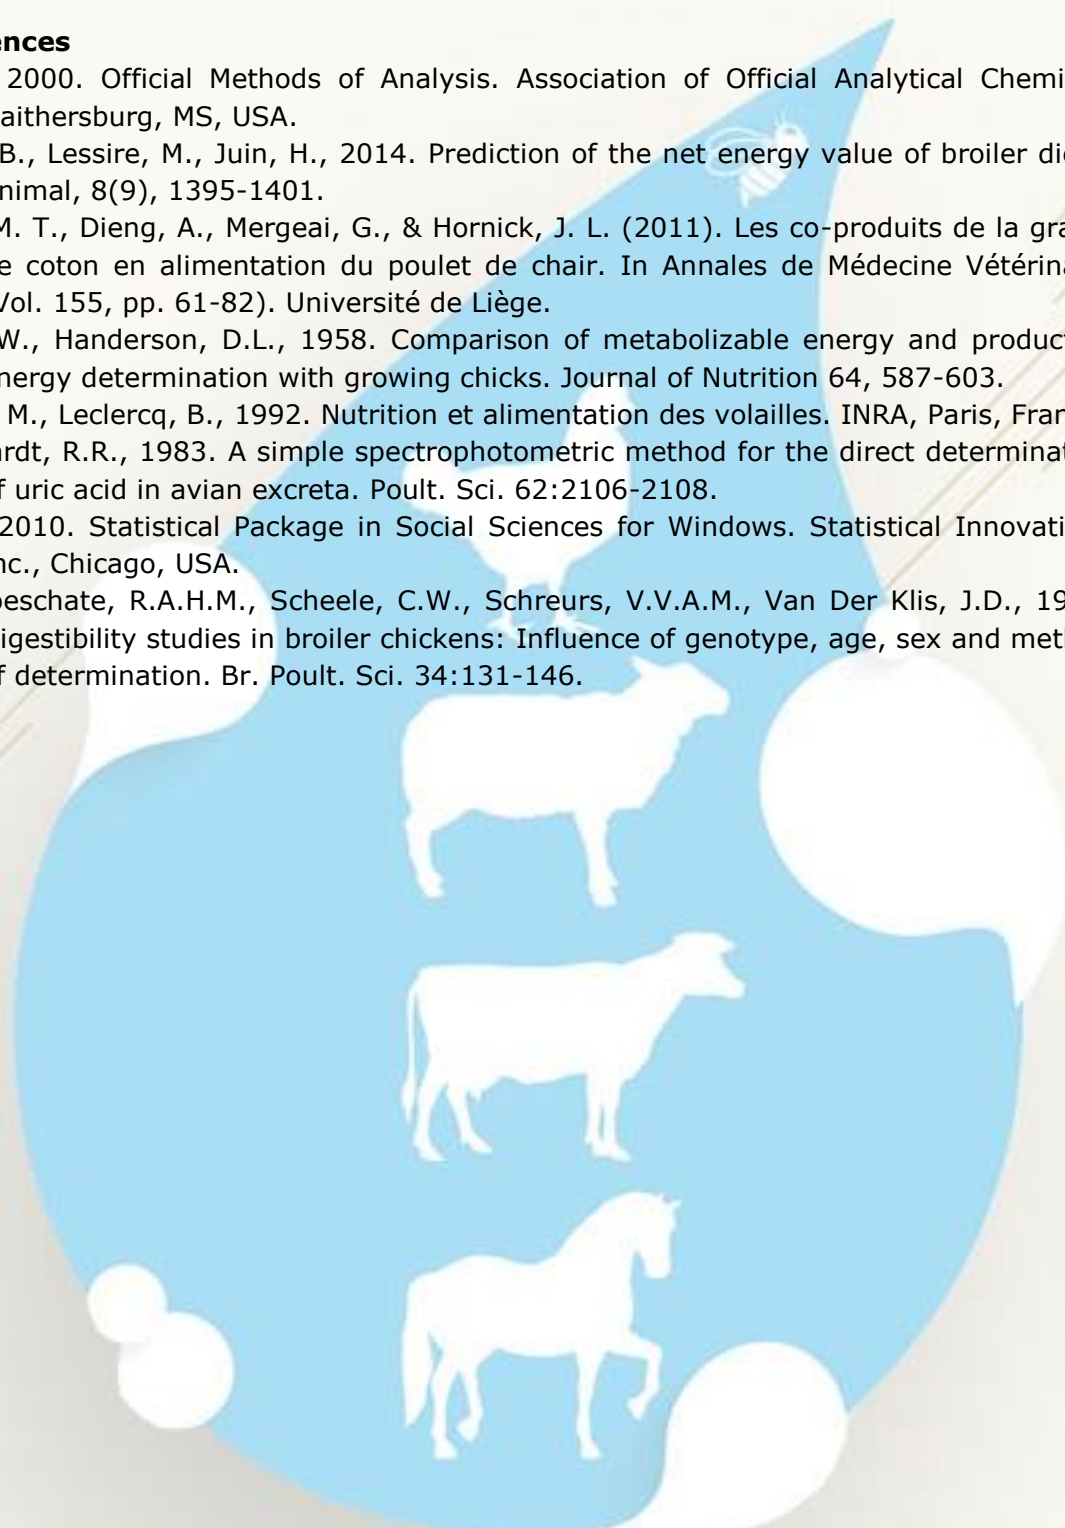 ences
2000. Official Methods of Analysis. Association of Official Analytical Chemi
aithersburg, MS, USA.
B., Lessire, M., Juin, H., 2014. Prediction of the net energy value of broiler die
nimal, 8(9), 1395-1401.
M. T., Dieng, A., Mergeai, G., & Hornick, J. L. (2011). Les co-produits de la gra
e coton en alimentation du poulet de chair. In Annales de Médecine Vétérina
Vol. 155, pp. 61-82). Université de Liège.
W., Handerson, D.L., 1958. Comparison of metabolizable energy and product
nergy determination with growing chicks. Journal of Nutrition 64, 587-603.
M., Leclercq, B., 1992. Nutrition et alimentation des volailles. INRA, Paris, Fran
rdt, R.R., 1983. A simple spectrophotometric method for the direct determinat
f uric acid in avian excreta. Poult. Sci. 62:2106-2108.
2010. Statistical Package in Social Sciences for Windows. Statistical Innovati
nc., Chicago, USA.
oeschate, R.A.H.M., Scheele, C.W., Schreurs, V.V.A.M., Van Der Klis, J.D., 19
igestibility studies in broiler chickens: Influence of genotype, age, sex and meth
f determination. Br. Poult. Sci. 34:131-146.